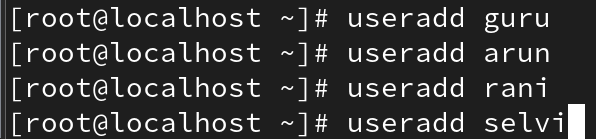 [root@localhost ~]# useradd guru
[root@localhost ~]# useradd arun
[root@localhost ~]# useradd rani
[root@localhost ~]# useradd selvi